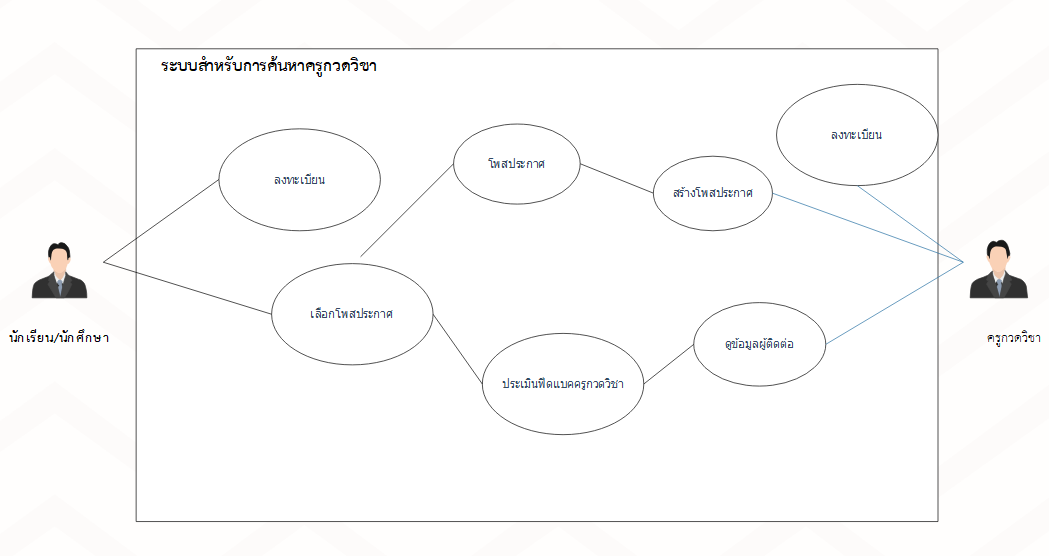 ระบบสำหรับการค้นหาครูกวดวิชา
ลงทะเบียน
โพสประกาศ
ลงทะเบียน
สร้างโพสประกาศ
เลือกโพสประกาศ
นักเรียน/นักศึกษา
ครูกวดวิชา
ดูข้อมูลผู้ติดต่อ
ประเมินฟีดแบคครูกวดวิชา